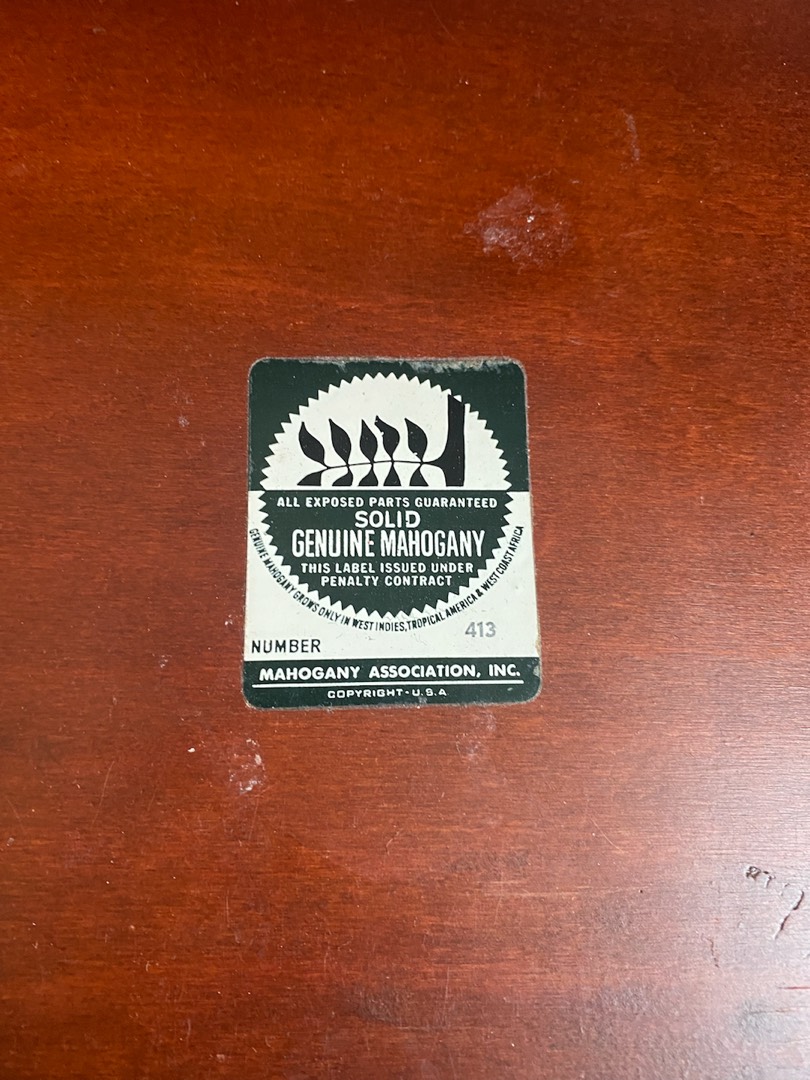 ALL EXPOSED PARTS GUARANTEED
SOLID
GENUINE MAHOGANY
THIS LABEL ISSUED UNDER
PENALTY CONTRACT
GENUINE MAHOGANY GROWS ONLY IN WEST INDIES, TROPICAL AMERICA & WEST COAST AFRICA
NUMBER 413
MAHOGANY ASSOCIATION, INC.
COPYRIGHT - U.S.A.